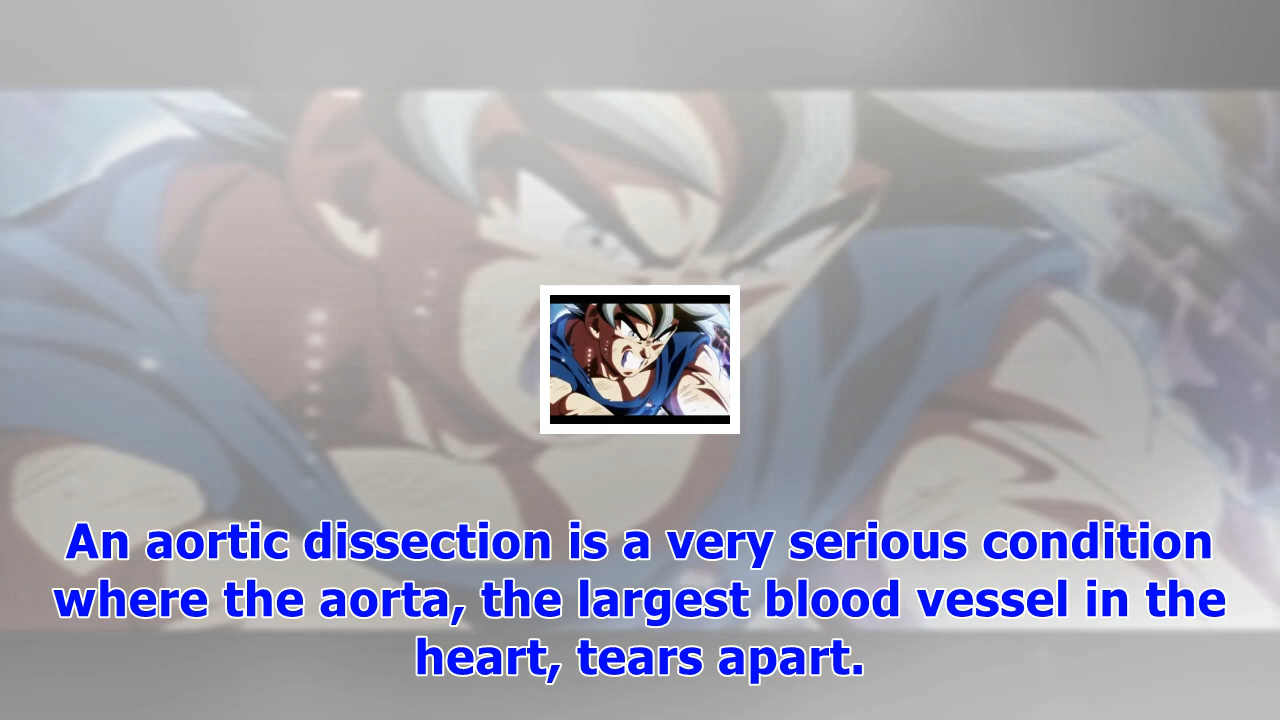 An aortic dissection is a very serious condition
where the aorta, the largest blood vessel in the
heart, tears apart.